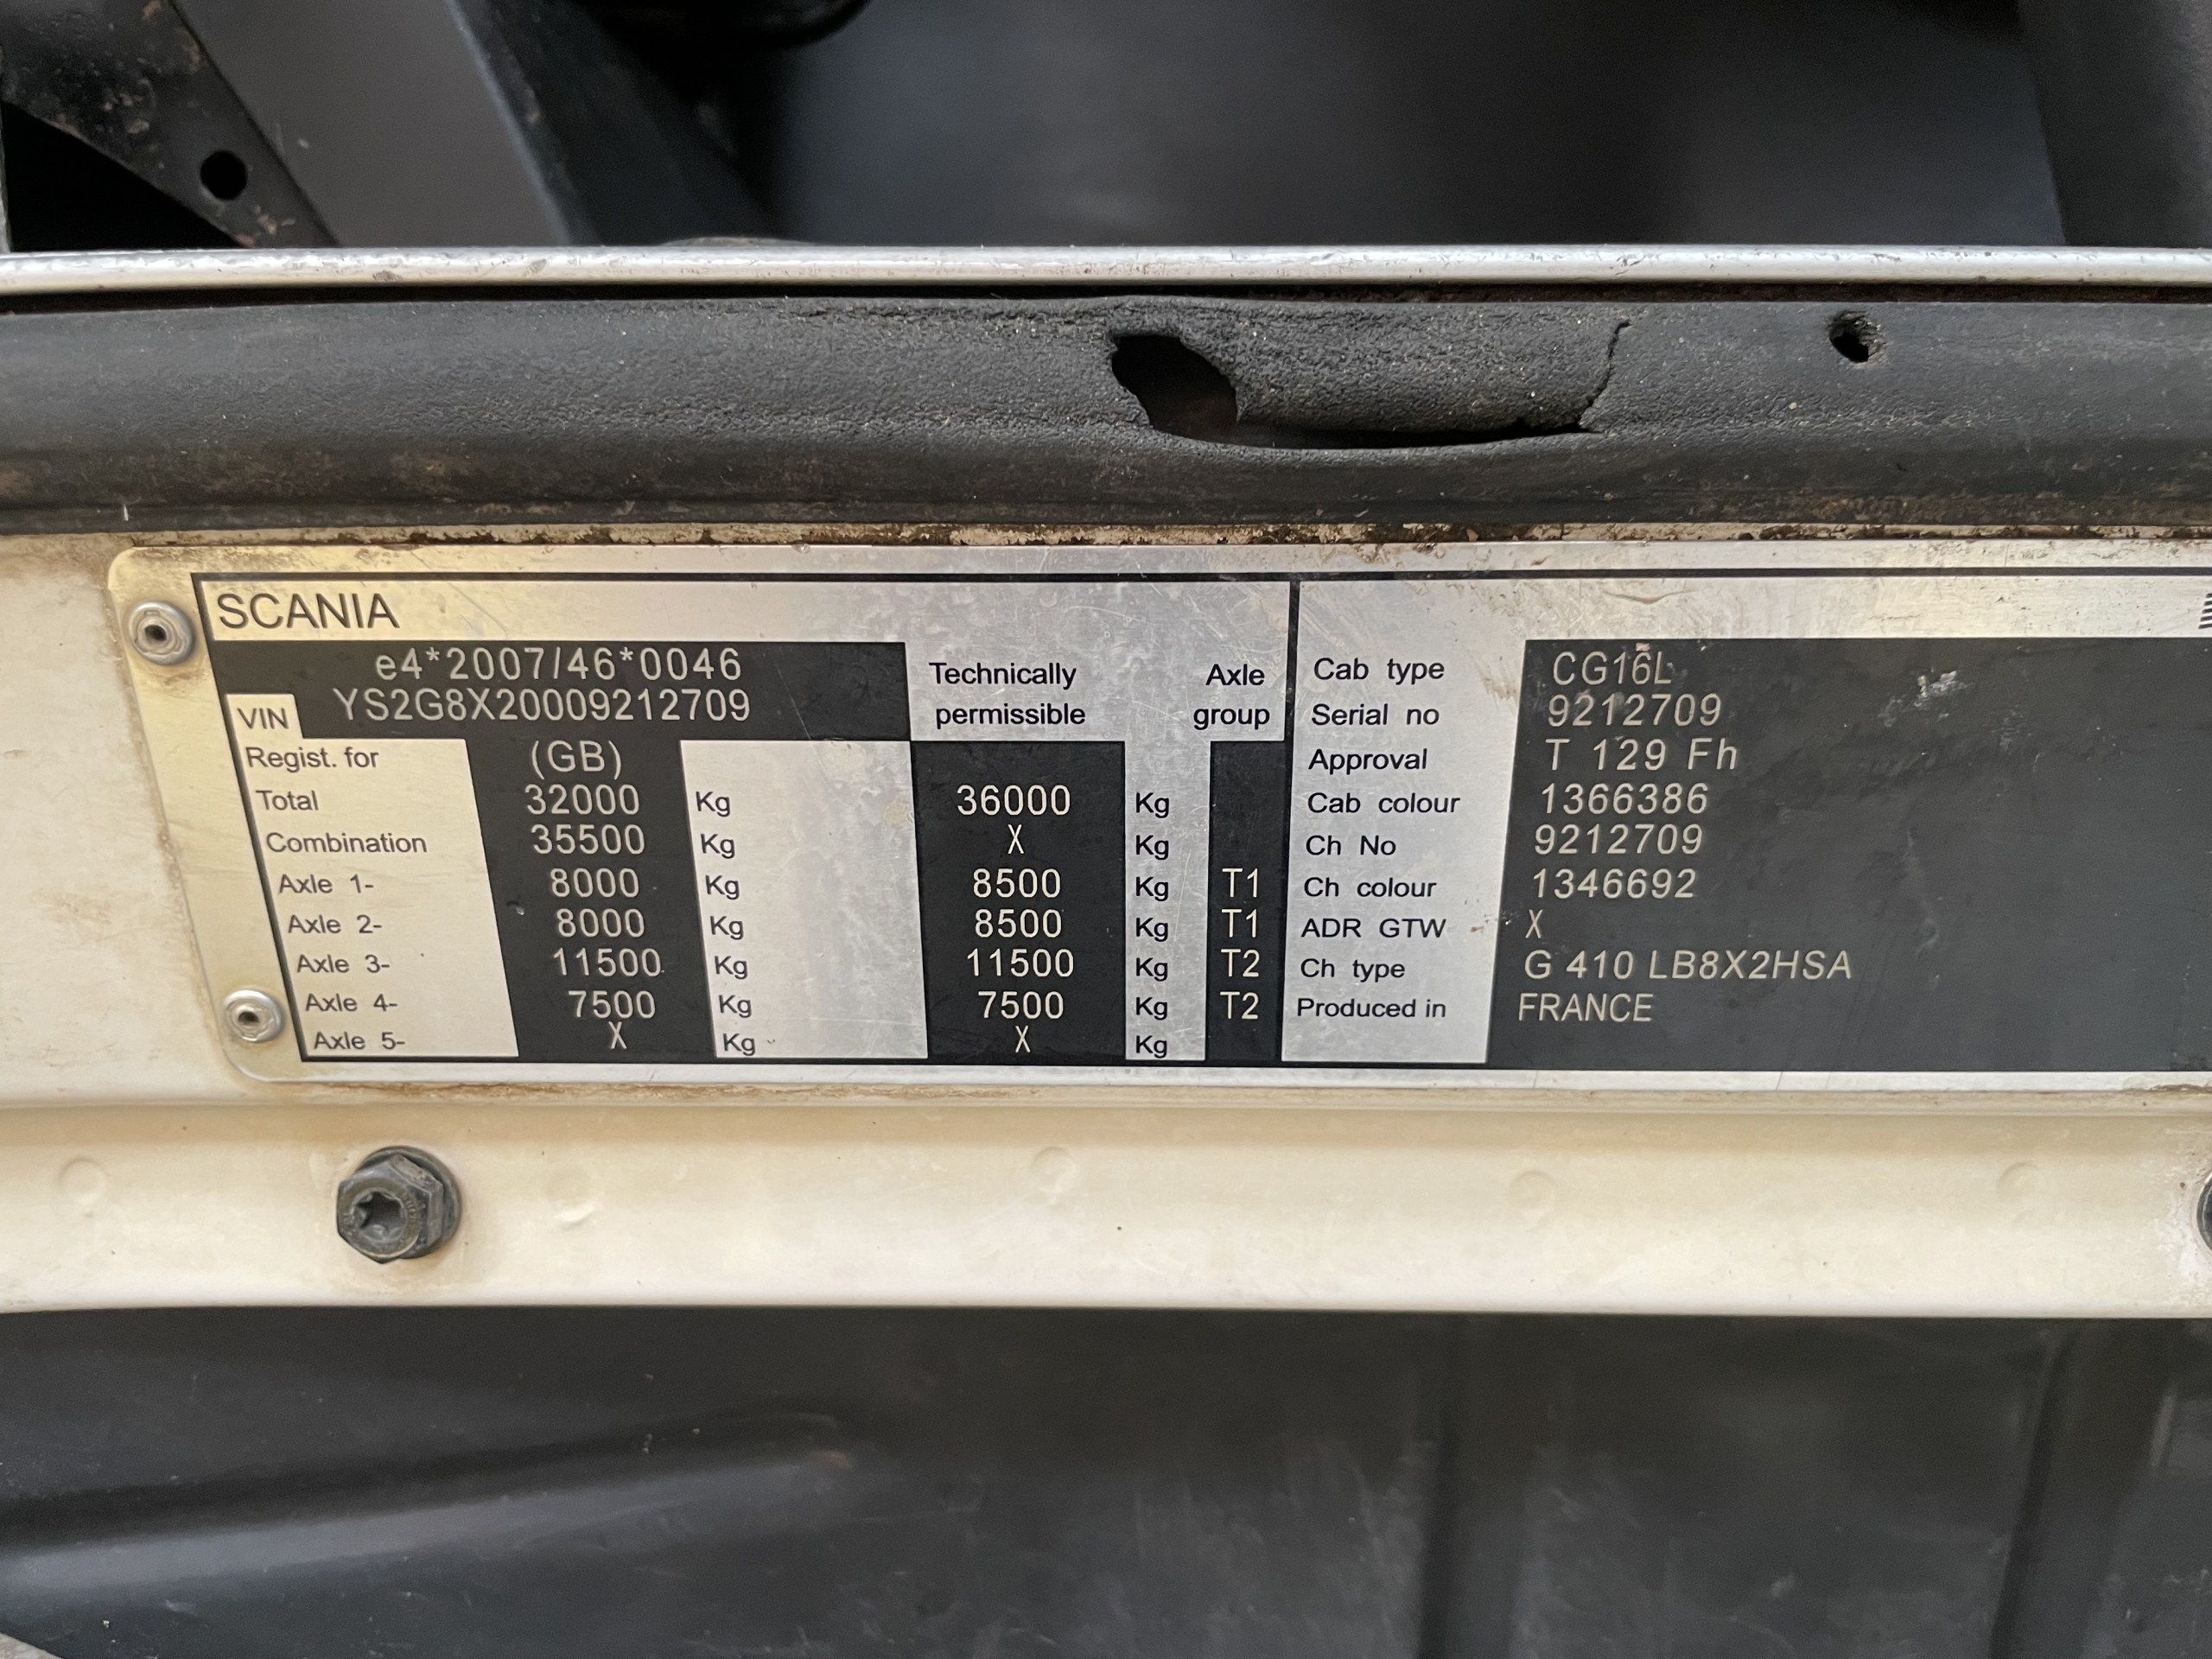 SCANIA
e4*2007/46*0046
VIN YS2G8X20009212709
Technically permissible
Axle group
Regist. for (GB)
Total 32000 Kg 36000 Kg
Combination 35500 Kg X Kg
Axle 1- 8000 Kg 8500 Kg T1
Axle 2- 8000 Kg 8500 Kg T1
Axle 3- 11500 Kg 11500 Kg T2
Axle 4- 7500 Kg 7500 Kg T2
Axle 5- X Kg X Kg
Cab type CG16L
Serial no 9212709
Approval T 129 Fh
Cab colour 1366386
Ch No 9212709
Ch colour 1346692
ADR GTW X
Ch type G 410 LB8X2HSA
Produced in FRANCE